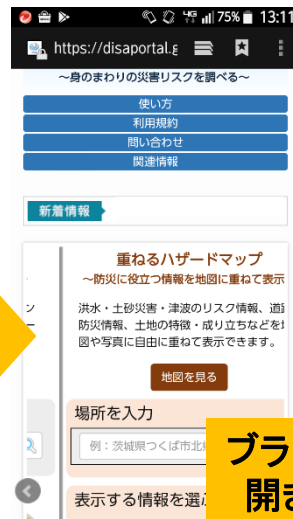 75% 13:11
https://disaportal.g
～身のまわりの災害リスクを調べる～
使い方
利用規約
問い合わせ
関連情報
新着情報
重ねるハザードマップ
～防災に役立つ情報を地図に重ねて表示
洪水・土砂災害・津波のリスク情報、道
防災情報、土地の特徴・成り立ちなどを
図や写真に自由に重ねて表示できます。
地図を見る
場所を入力
例：茨城県つくば市北
表示する情報を選
ブラ
開